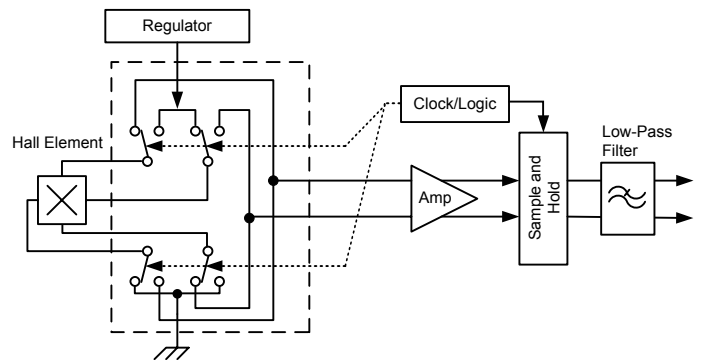 Regulator
Clock/Logic
Hall Element
Low-Pass
Filter
Amp
Sample and
Hold